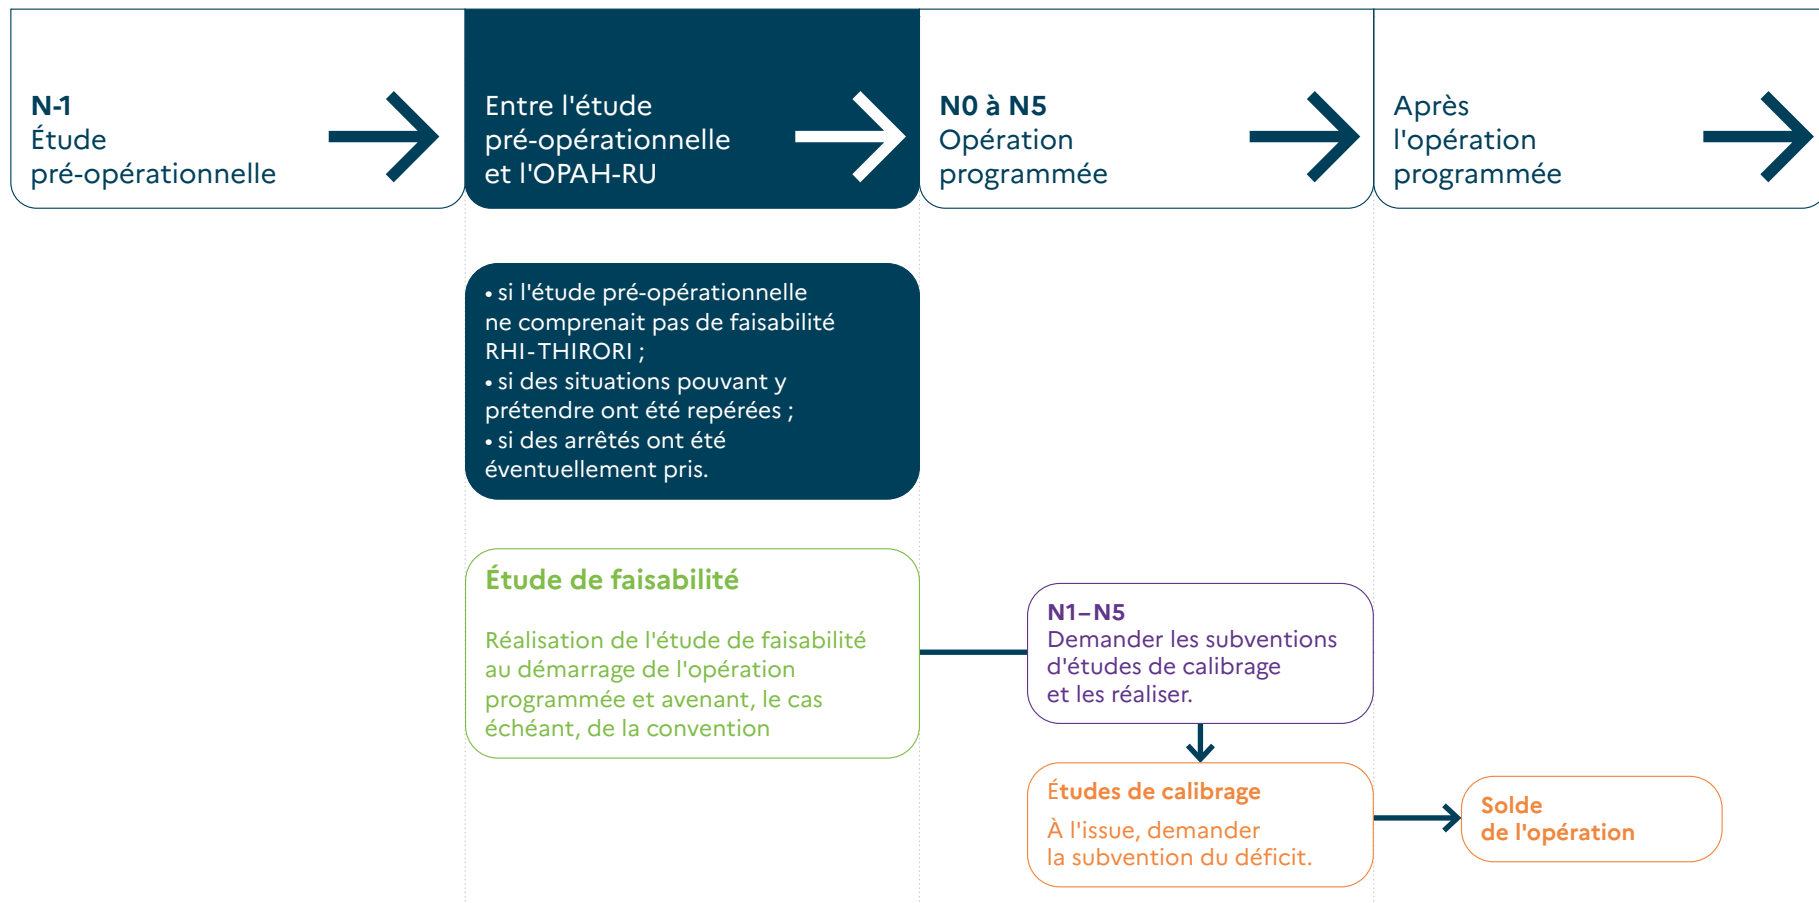 N-1
Étude
pré-opérationnelle
Entre l'étude
pré-opérationnelle
et l'OPAH-RU
N0 à N5
Opération
programmée
Après
l'opération
programmée
• si l'étude pré-opérationnelle
ne comprenait pas de faisabilité
RHI-THIRORI ;
• si des situations pouvant y
prétendre ont été repérées ;
• si des arrêtés ont été
éventuellement pris.
Étude de faisabilité
Réalisation de l'étude de faisabilité
au démarrage de l'opération
programmée et avenant, le cas
échéant, de la convention
N1–N5
Demander les subventions
d'études de calibrage
et les réaliser.
Études de calibrage
À l'issue, demander
la subvention du déficit.
Solde
de l'opération